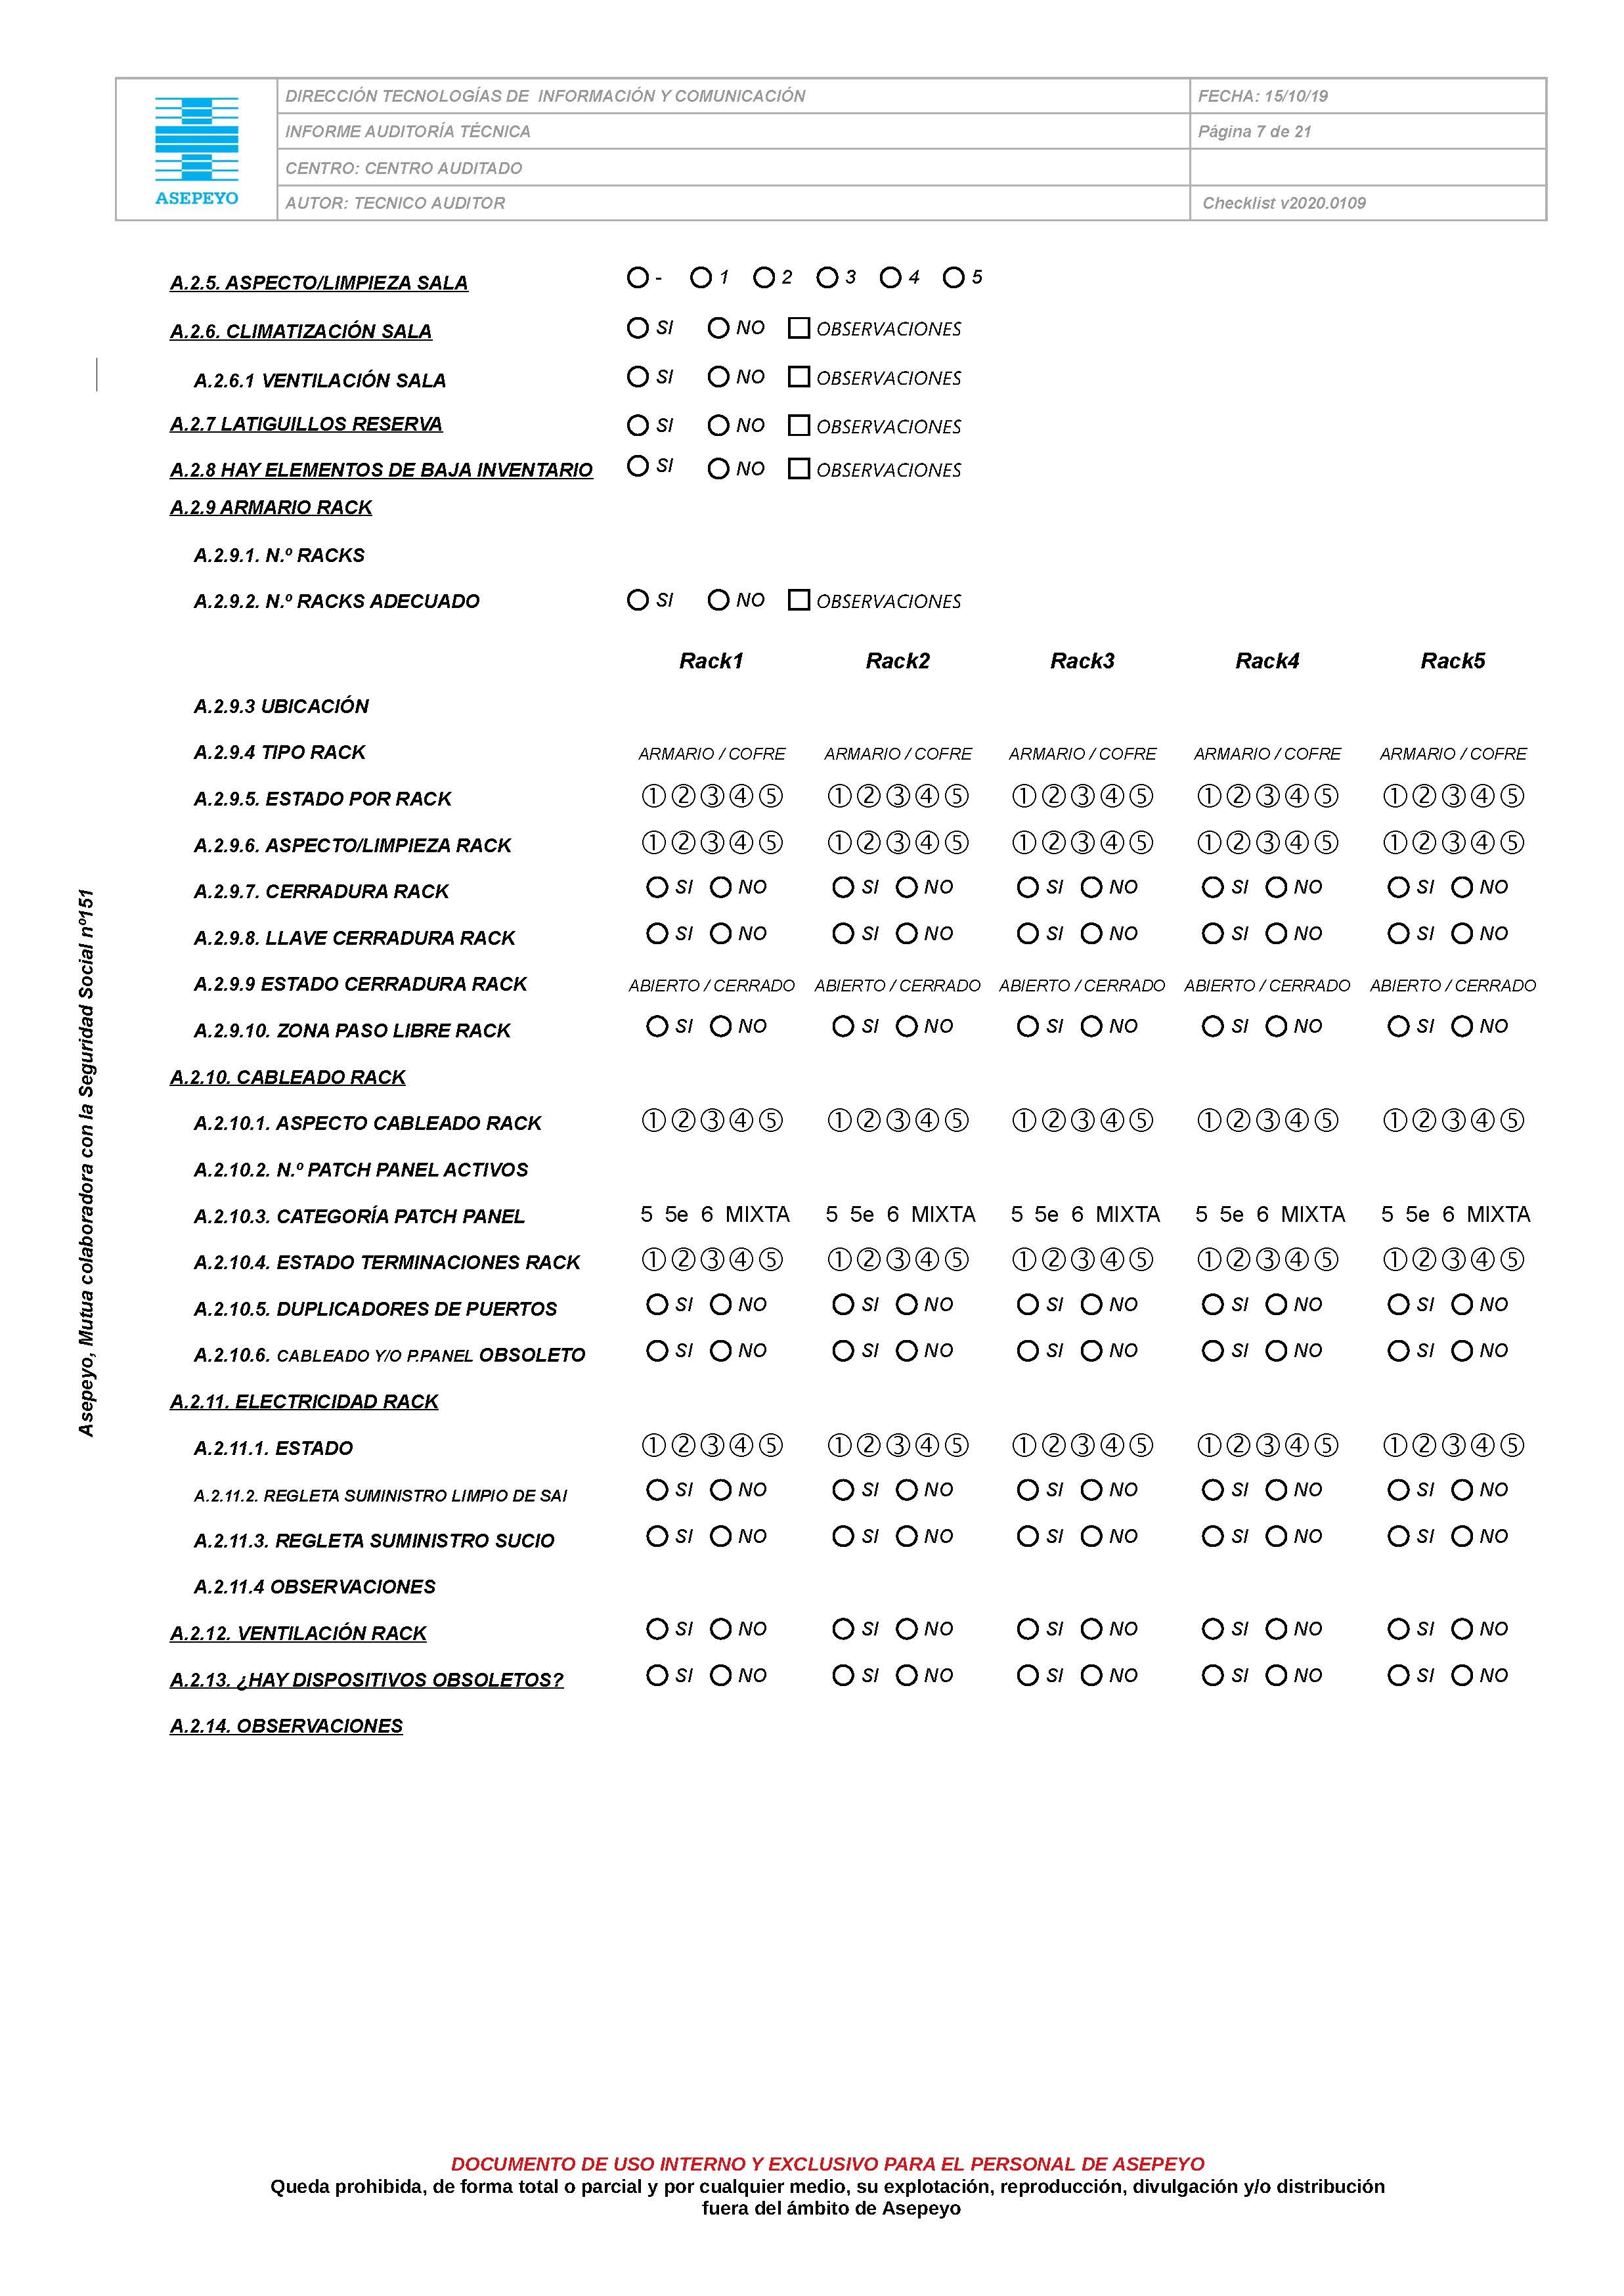 DIRECCIÓN TECNOLOGÍAS DE INFORMACIÓN Y COMUNICACIÓN FECHA: 15/10/19
INFORME AUDITORÍA TÉCNICA Página 7 de 21
CENTRO: CENTRO AUDITADO
ASEPEYO
AUTOR: TECNICO AUDITOR Checklist v2020.0109
A.2.5. ASPECTO/LIMPIEZA SALA - 1 2 3 4 5
A.2.6. CLIMATIZACIÓN SALA SI NO OBSERVACIONES
A.2.6.1 VENTILACIÓN SALA SI NO OBSERVACIONES
A.2.7 LATIGUILLOS RESERVA SI NO OBSERVACIONES
A.2.8 HAY ELEMENTOS DE BAJA INVENTARIO SI NO OBSERVACIONES
A.2.9 ARMARIO RACK
A.2.9.1. N.º RACKS
A.2.9.2. N.º RACKS ADECUADO SI NO OBSERVACIONES
Rack1 Rack2 Rack3 Rack4 Rack5
A.2.9.3 UBICACIÓN
A.2.9.4 TIPO RACK ARMARIO / COFRE ARMARIO / COFRE ARMARIO / COFRE ARMARIO / COFRE ARMARIO / COFRE
A.2.9.5. ESTADO POR RACK ①②③④⑤ ①②③④⑤ ①②③④⑤ ①②③④⑤ ①②③④⑤
A.2.9.6. ASPECTO/LIMPIEZA RACK ①②③④⑤ ①②③④⑤ ①②③④⑤ ①②③④⑤ ①②③④⑤
A.2.9.7. CERRADURA RACK SI NO SI NO SI NO SI NO SI NO
A.2.9.8. LLAVE CERRADURA RACK SI NO SI NO SI NO SI NO SI NO
A.2.9.9 ESTADO CERRADURA RACK ABIERTO / CERRADO ABIERTO / CERRADO ABIERTO / CERRADO ABIERTO / CERRADO ABIERTO / CERRADO
A.2.9.10. ZONA PASO LIBRE RACK SI NO SI NO SI NO SI NO SI NO
A.2.10. CABLEADO RACK
A.2.10.1. ASPECTO CABLEADO RACK ①②③④⑤ ①②③④⑤ ①②③④⑤ ①②③④⑤ ①②③④⑤
A.2.10.2. N.º PATCH PANEL ACTIVOS
A.2.10.3. CATEGORÍA PATCH PANEL 5 5e 6 MIXTA 5 5e 6 MIXTA 5 5e 6 MIXTA 5 5e 6 MIXTA 5 5e 6 MIXTA
A.2.10.4. ESTADO TERMINACIONES RACK ①②③④⑤ ①②③④⑤ ①②③④⑤ ①②③④⑤ ①②③④⑤
A.2.10.5. DUPLICADORES DE PUERTOS SI NO SI NO SI NO SI NO SI NO
A.2.10.6. CABLEADO Y/O P.PANEL OBSOLETO SI NO SI NO SI NO SI NO SI NO
A.2.11. ELECTRICIDAD RACK
A.2.11.1. ESTADO ①②③④⑤ ①②③④⑤ ①②③④⑤ ①②③④⑤ ①②③④⑤
A.2.11.2. REGLETA SUMINISTRO LIMPIO DE SAI SI NO SI NO SI NO SI NO SI NO
A.2.11.3. REGLETA SUMINISTRO SUCIO SI NO SI NO SI NO SI NO SI NO
A.2.11.4 OBSERVACIONES
A.2.12. VENTILACIÓN RACK SI NO SI NO SI NO SI NO SI NO
A.2.13. ¿HAY DISPOSITIVOS OBSOLETOS? SI NO SI NO SI NO SI NO SI NO
A.2.14. OBSERVACIONES
Asepeyo, Mutua colaboradora con la Seguridad Social nº151
DOCUMENTO DE USO INTERNO Y EXCLUSIVO PARA EL PERSONAL DE ASEPEYO
Queda prohibida, de forma total o parcial y por cualquier medio, su explotación, reproducción, divulgación y/o distribución
fuera del ámbito de Asepeyo